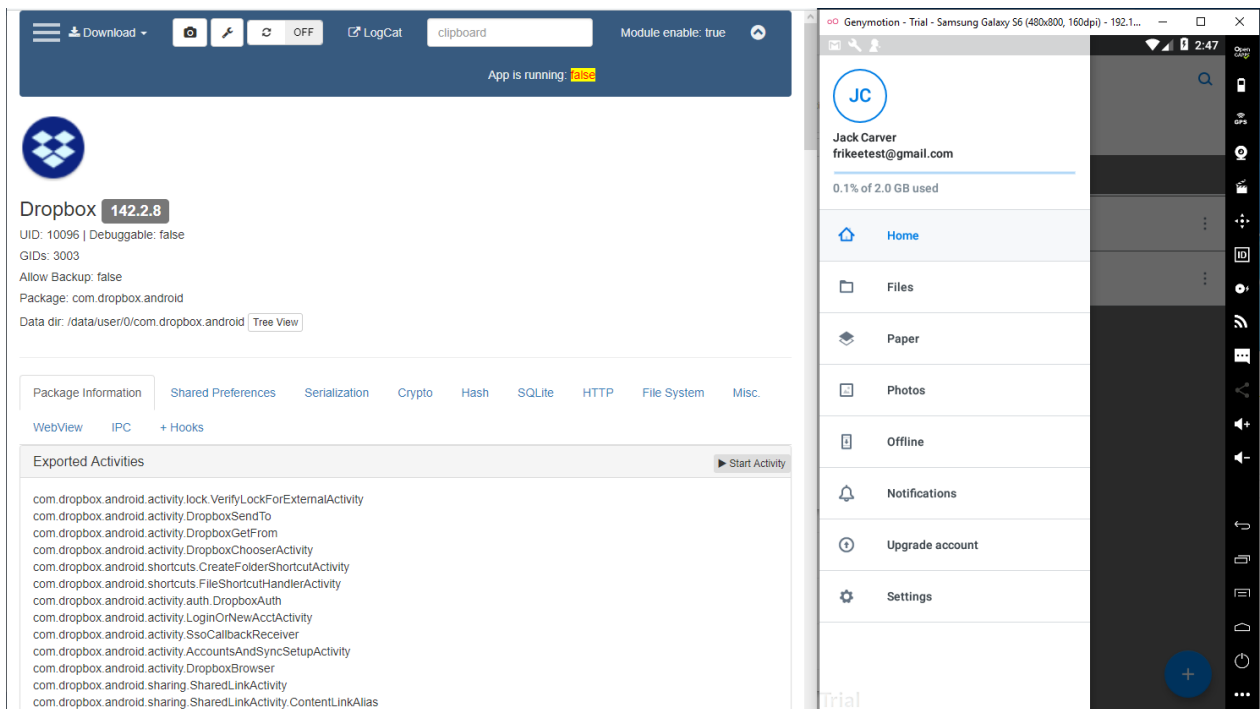 Download
OFF
LogCat
clipboard
Module enable: true
App is running: false
Dropbox 142.2.8
UID: 10096 | Debuggable: false
GIDs: 3003
Allow Backup: false
Package: com.dropbox.android
Data dir: /data/user/0/com.dropbox.android Tree View
Package Information Shared Preferences Serialization Crypto Hash SQLite HTTP File System Misc.
WebView IPC + Hooks
Exported Activities
Start Activity
com.dropbox.android.activity.lock.VerifyLockForExternalActivity
com.dropbox.android.activity.DropboxSendTo
com.dropbox.android.activity.DropboxGetFrom
com.dropbox.android.activity.DropboxChooserActivity
com.dropbox.android.shortcuts.CreateFolderShortcutActivity
com.dropbox.android.shortcuts.FileShortcutHandlerActivity
com.dropbox.android.activity.auth.DropboxAuth
com.dropbox.android.activity.LoginOrNewAcctActivity
com.dropbox.android.activity.SsoCallbackReceiver
com.dropbox.android.activity.AccountsAndSyncSetupActivity
com.dropbox.android.activity.DropboxBrowser
com.dropbox.android.sharing.SharedLinkActivity
com.dropbox.android.sharing.SharedLinkActivity.ContentLinkAlias
Genymotion - Trial - Samsung Galaxy S6 (480x800, 160dpi) - 192.1...
2:47
JC
Jack Carver
frikeetest@gmail.com
0.1% of 2.0 GB used
Home
Files
Paper
Photos
Offline
Notifications
Upgrade account
Settings
Trial
Open
GAPPS
GPS
ID